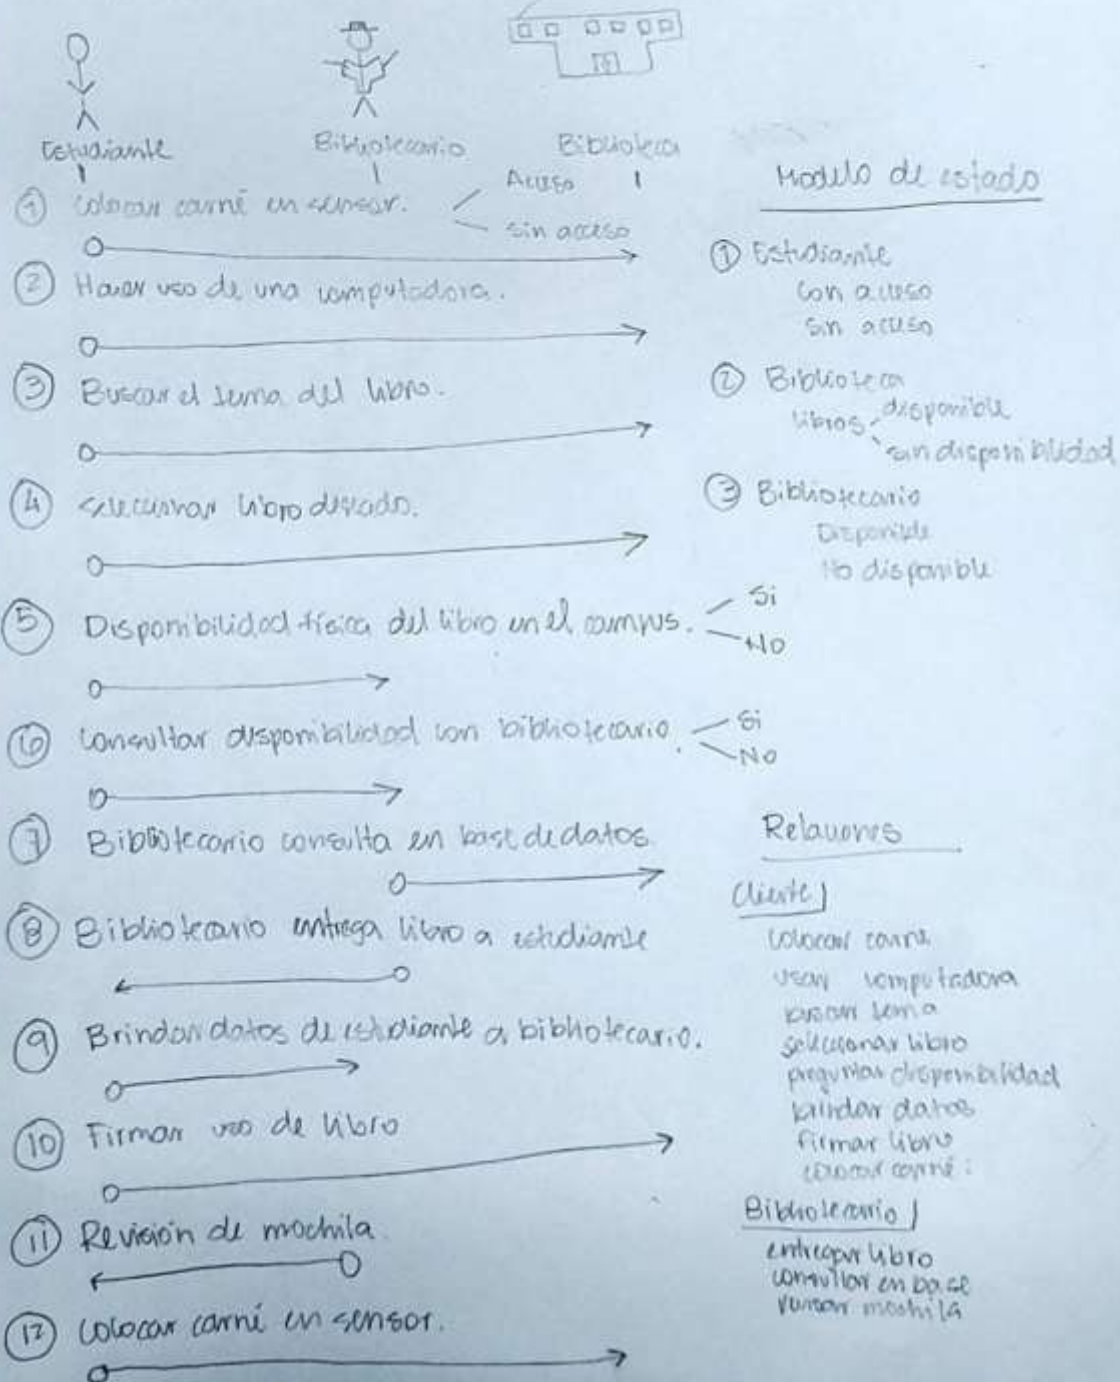 Estudiante
Bibliotecario
Biblioteca
① Colocar carné en sensor.
Acceso
sin acceso
② Hacer uso de una computadora.
③ Buscar el tema del libro.
④ Seleccionar libro deseado.
⑤ Disponibilidad física del libro en el campus.
Si
No
⑥ Consultar disponibilidad con bibliotecario.
Si
No
⑦ Bibliotecario consulta en base de datos
⑧ Bibliotecario entrega libro a estudiante
⑨ Brindar datos de estudiante a bibliotecario.
⑩ Firmar uso de libro
⑪ Revisión de mochila
⑫ Colocar carné en sensor.
Modelo de estado
① Estudiante
con acceso
sin acceso
② Biblioteca
libros
disponible
sin disponibilidad
③ Bibliotecario
Disponible
No disponible
Relaciones
Cliente
colocar carné
usar computadora
buscar tema
seleccionar libro
preguntar disponibilidad
brindar datos
firmar libro
colocar carné
Bibliotecario
entregar libro
consultar en base
revisar mochila